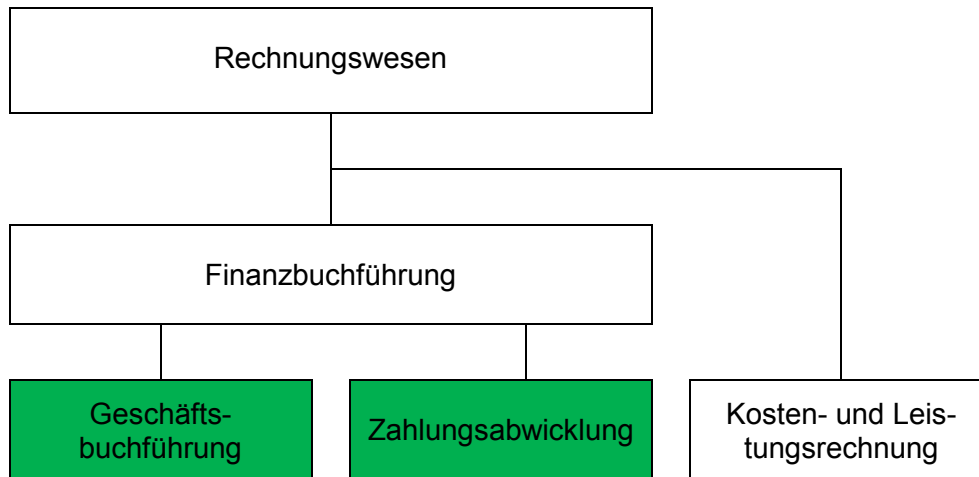 Rechnungswesen
Finanzbuchführung
Geschäfts-
buchführung
Zahlungsabwicklung
Kosten- und Leis-
tungsrechnung